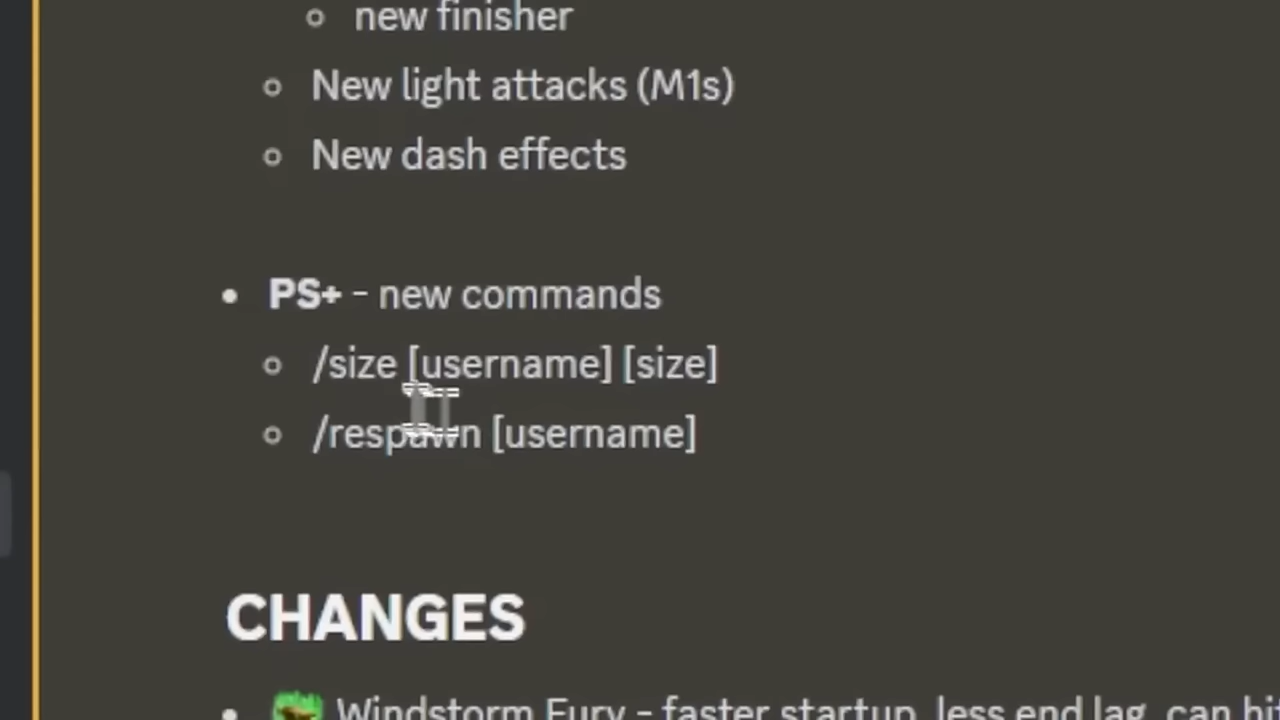 new finisher
New light attacks (M1s)
New dash effects
PS+ - new commands
/size [username] [size]
/respawn [username]
CHANGES
Windstorm Fury - faster startup, less end lag, can hit